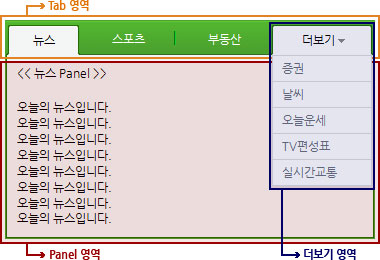 Tab 영역
뉴스 스포츠 부동산 더보기
<< 뉴스 Panel >>
증권
날씨
오늘운세
TV편성표
실시간교통
오늘의 뉴스입니다.
오늘의 뉴스입니다.
오늘의 뉴스입니다.
오늘의 뉴스입니다.
오늘의 뉴스입니다.
오늘의 뉴스입니다.
오늘의 뉴스입니다.
오늘의 뉴스입니다.
Panel 영역
더보기 영역